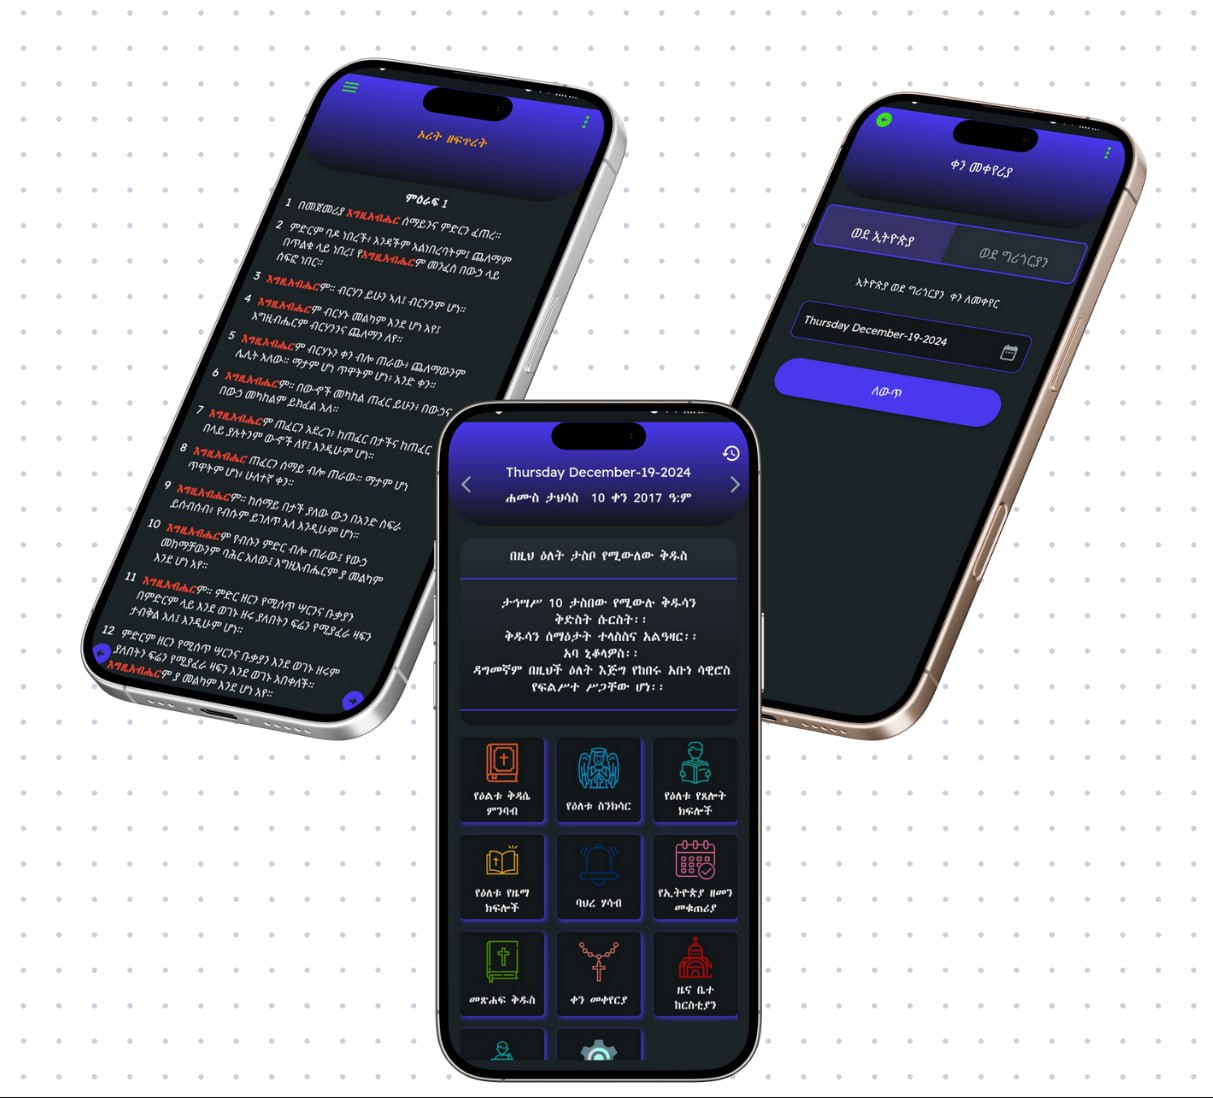 ኦሪት ዘፍጥረት
ምዕራፍ 1
1 በመጀመሪያ እግዚአብሔር ሰማይንና ምድርን ፈጠረ።
2 ምድርም ባዶ ነበረች፥ አንዳችም አልነበረባትም፤ ጨለማም
በጥልቁ ላይ ነበረ፤ የእግዚአብሔርም መንፈስ በውኃ ላይ
ሰፍፎ ነበር።
3 እግዚአብሔርም። ብርሃን ይሁን አለ፤ ብርሃንም ሆነ።
4 እግዚአብሔርም ብርሃኑ መልካም እንደ ሆነ አየ፤
እግዚብሔርም ብርሃንንና ጨለማን ለየ።
5 እግዚአብሔርም ብርሃኑን ቀን ብሎ ጠራው፥ ጨለማውንም
ሌሊት አለው። ማታም ሆነ ጥዋትም ሆነ፥ አንድ ቀን።
6 እግዚአብሔርም። በውኖች መካከል ጠፈር ይሁን፥ በውኃና
በውኃ መካከልም ይክፈል አለ።
7 እግዚአብሔርም ጠፈርን አደረገ፥ ከጠፈር በታችና ከጠፈር
በላይ ያሉትንም ውኖች ለየ፤ እንዲሁም ሆነ።
8 እግዚአብሔር ጠፈርን ሰማይ ብሎ ጠራው። ማታም ሆነ
ጥዋትም ሆነ፥ ሁለተኛ ቀን።
9 እግዚአብሔርም። ከሰማይ በታች ያለው ውኃ በአንድ ስፍራ
ይሰብሰብ፥ የብሱም ይገለጥ አለ እንዲሁም ሆነ።
10 እግዚአብሔርም የብሱን ምድር ብሎ ጠራው፤ የውኃ
መከማቻውንም ባሕር አለው፤ እግዝአብሔርም ያ መልካም
እንደ ሆነ አየ።
11 እግዚአብሔርም። ምድር ዘርን የሚሰጥ ሣርንና ቡቃያን
በምድርም ላይ እንደ ወገኑ ዘሩ ያለበትን ፍሬን የሚያፈራ ዛፍን
ታብቅል አለ፤ እንዲሁም ሆነ።
12 ምድርም ዘርን የሚሰጥ ሣርንና ቡቃያን እንደ ወገኑ ዘሩም
ያለበትን ፍሬን የሚያፈራ ዛፍን እንደ ወገኑ አበቀለች።
እግዚአብሔርም ያ መልካም እንደ ሆነ አየ።
ቀን መቀየሪያ
ወደ ኢትዮጵያ
ወደ ግሪጎርያን
ኢትዮጵያ ወደ ግሪጎርያን ቀን ለመቀየር
Thursday December-19-2024
ለውጥ
Thursday December-19-2024
ሐሙስ ታህሳስ 10 ቀን 2017 ዓ:ም
በዚህ ዕለት ታስቦ የሚውለው ቅዱስ
ታኅሣሥ 10 ታስበው የሚውሉ ቅዱሳን
ቅድስት ሱርስት፡፡
ቅዱሳን ሰማዕታት ተላስስና አልዓዛር፡፡
አባ ኒቆላዎስ፡፡
ዳግመኛም በዚህች ዕለት እጅግ የከበሩ አቡነ ሳዊሮስ
የፍልሥተ ሥጋቸው ሆነ፡፡
የዕልቱ ቅዳሴ
ምንባብ
የዕለቱ ስንክሳር
የዕለቱ የጸሎት
ክፍሎች
የዕለቱ የዜማ
ክፍሎች
ባህረ ሃሳብ
የኢትዮጵያ ዘመን
መቁጠሪያ
መጽሐፍ ቅዱስ
ቀን መቀየርያ
ዜና ቤተ
ክርስቲያን